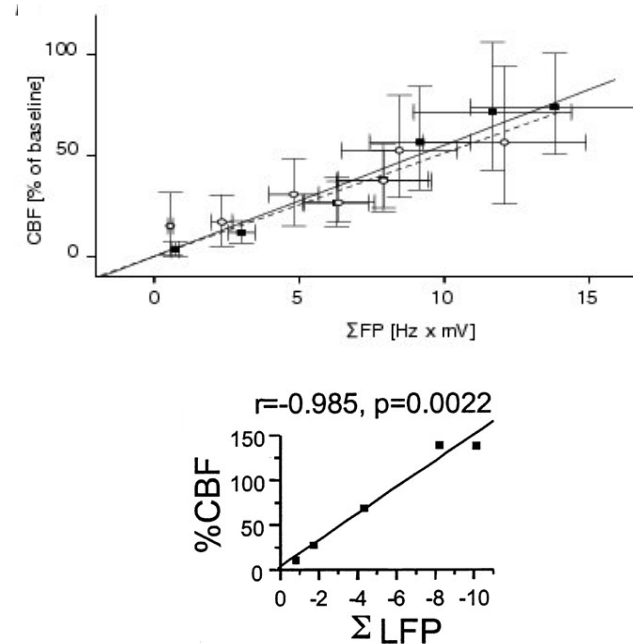 100
50
0
CBF [% of baseline]
0 5 10 15
ΣFP [Hz x mV]
r=-0.985, p=0.0022
150
100
50
0
%CBF
0 -2 -4 -6 -8 -10
Σ LFP